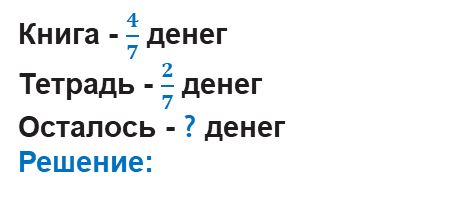 Книга - 4/7 денег
Тетрадь - 2/7 денег
Осталось - ? денег
Решение: